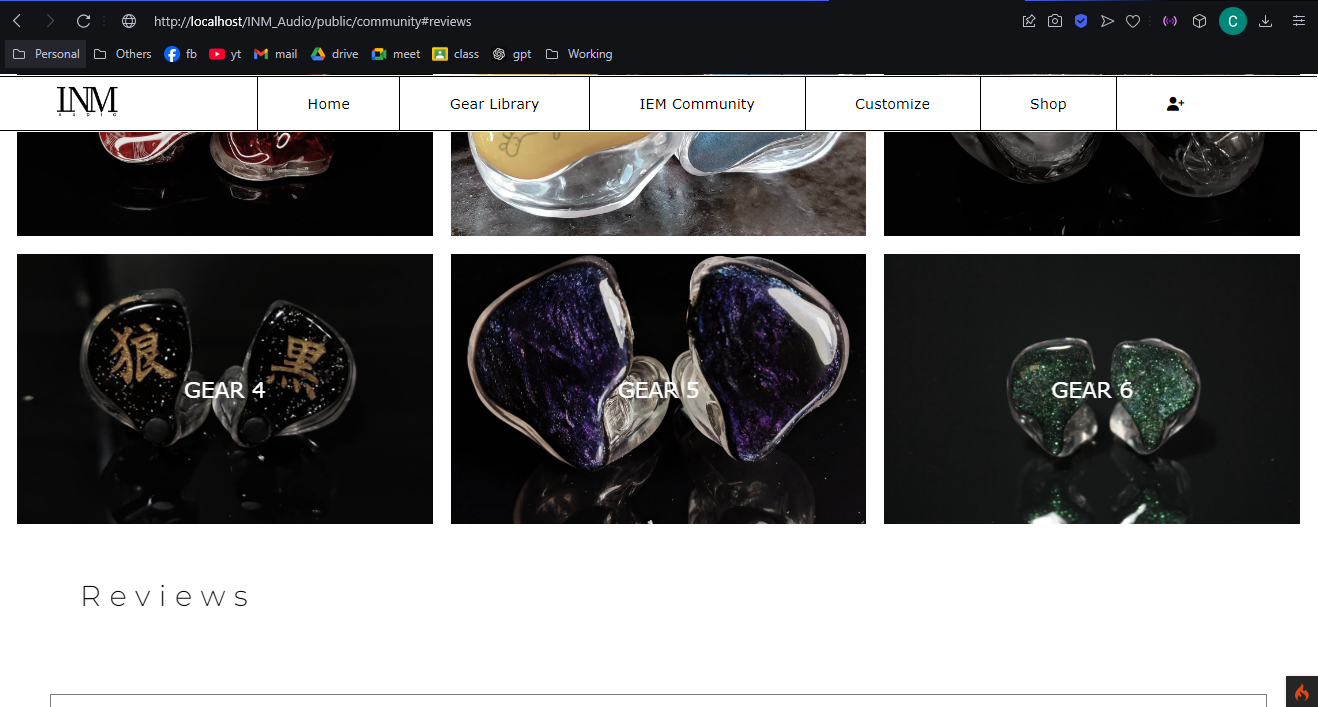 http://localhost/INM_Audio/public/community#reviews
C
Personal Others fb yt mail drive meet class gpt Working
INM
audio
Home Gear Library IEM Community Customize Shop
狼 黒
GEAR 4 GEAR 5 GEAR 6
Reviews